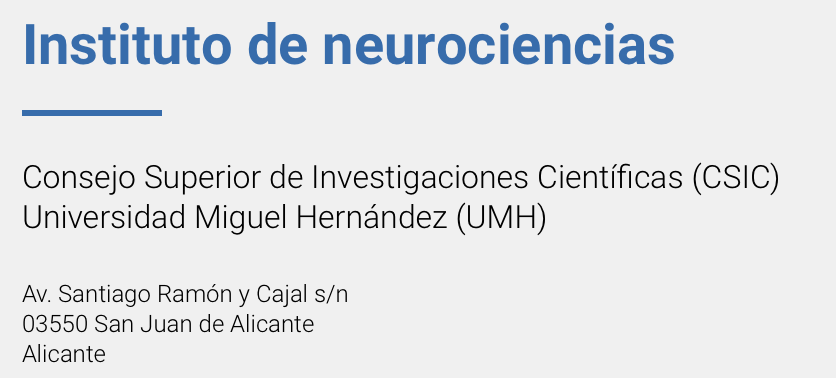 Instituto de neurociencias
Consejo Superior de Investigaciones Científicas (CSIC)
Universidad Miguel Hernández (UMH)
Av. Santiago Ramón y Cajal s/n
03550 San Juan de Alicante
Alicante